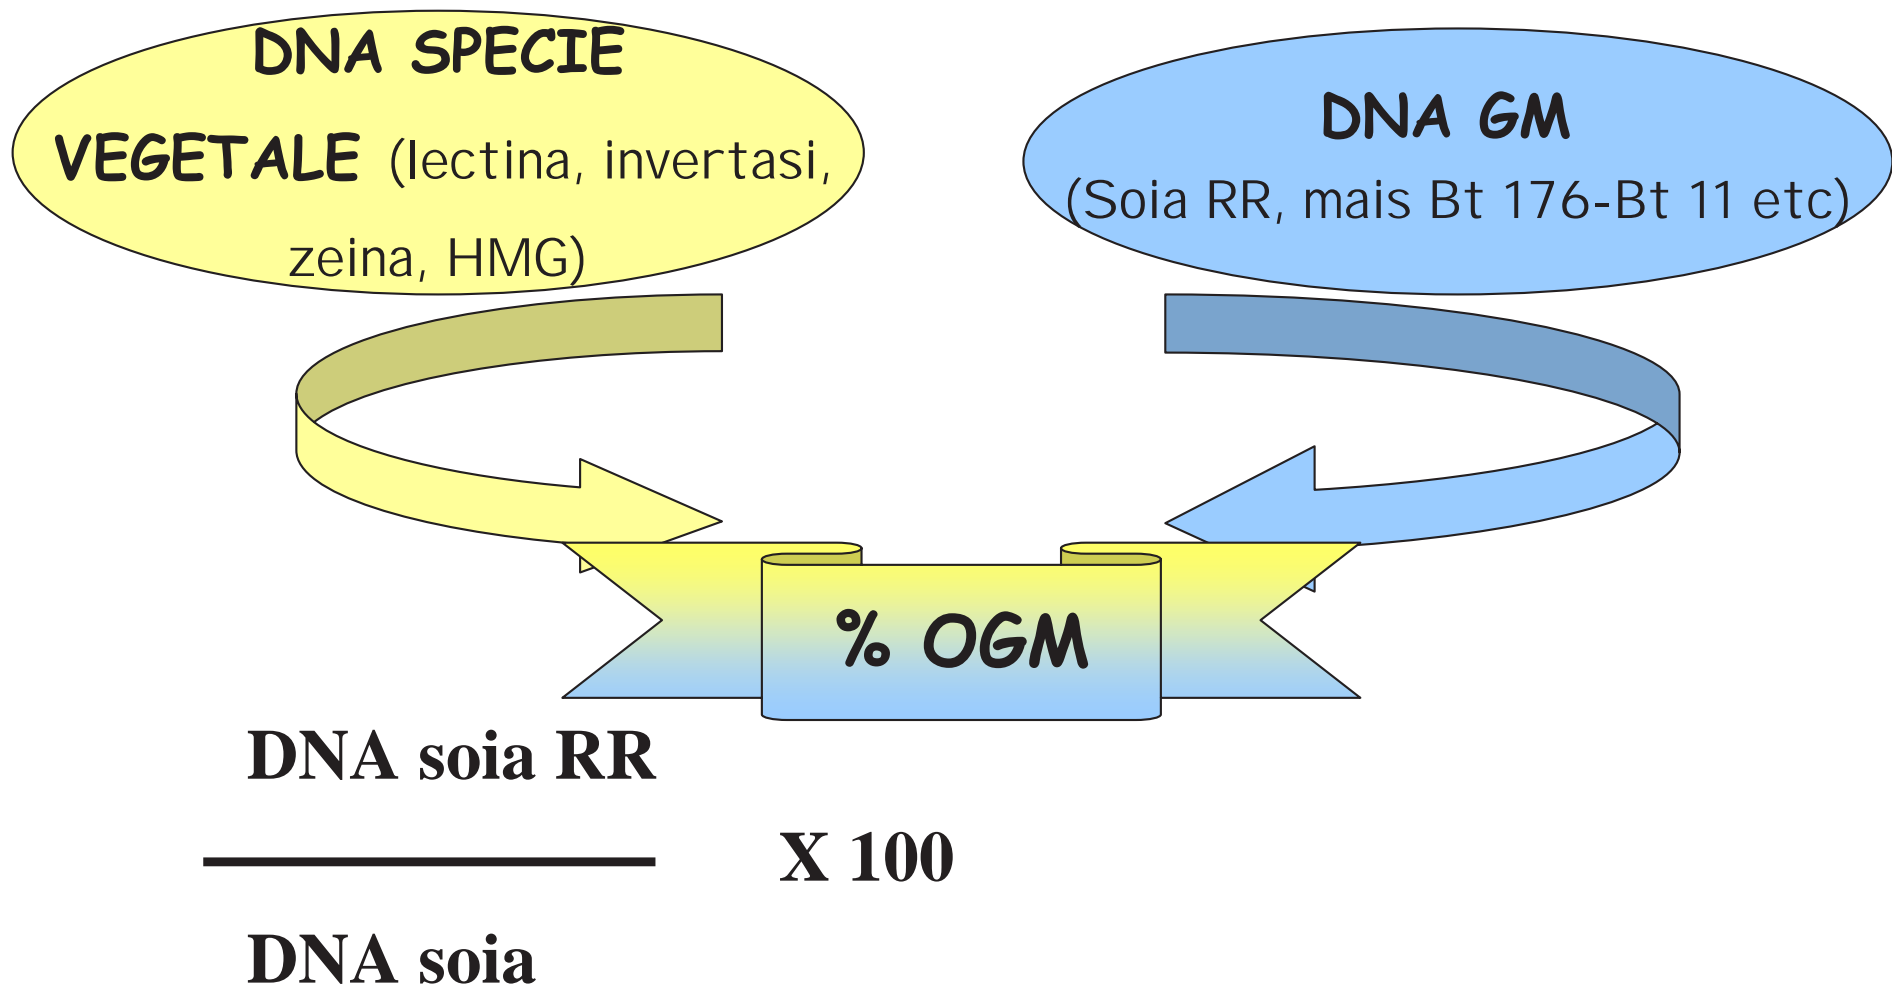 DNA SPECIE
VEGETALE (lectina, invertasi,
zeina, HMG)
DNA GM
(Soia RR, mais Bt 176-Bt 11 etc)
% OGM
DNA soia RR
X 100
DNA soia